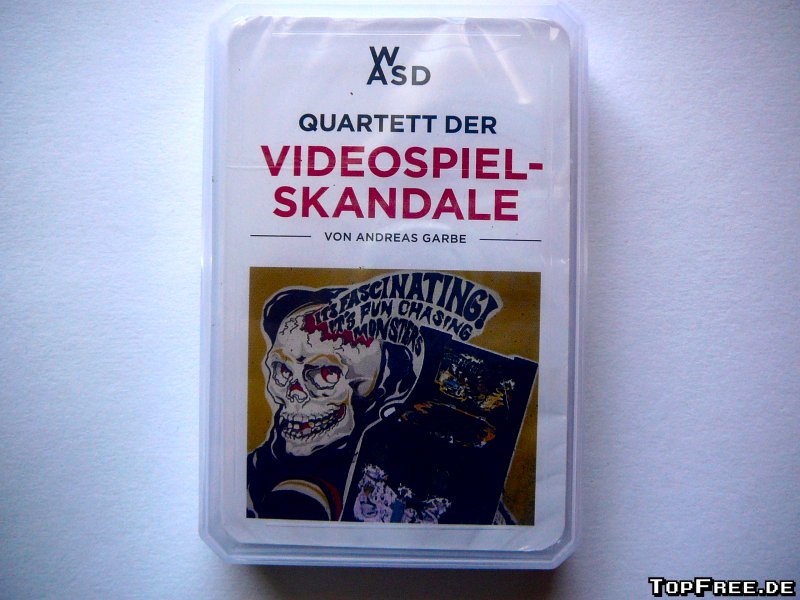 WASD
QUARTETT DER
VIDEOSPIEL-
SKANDALE
VON ANDREAS GARBE
IT'S FASCINATING!
IT'S FUN CHASING
MONSTERS
TOPFREE.DE